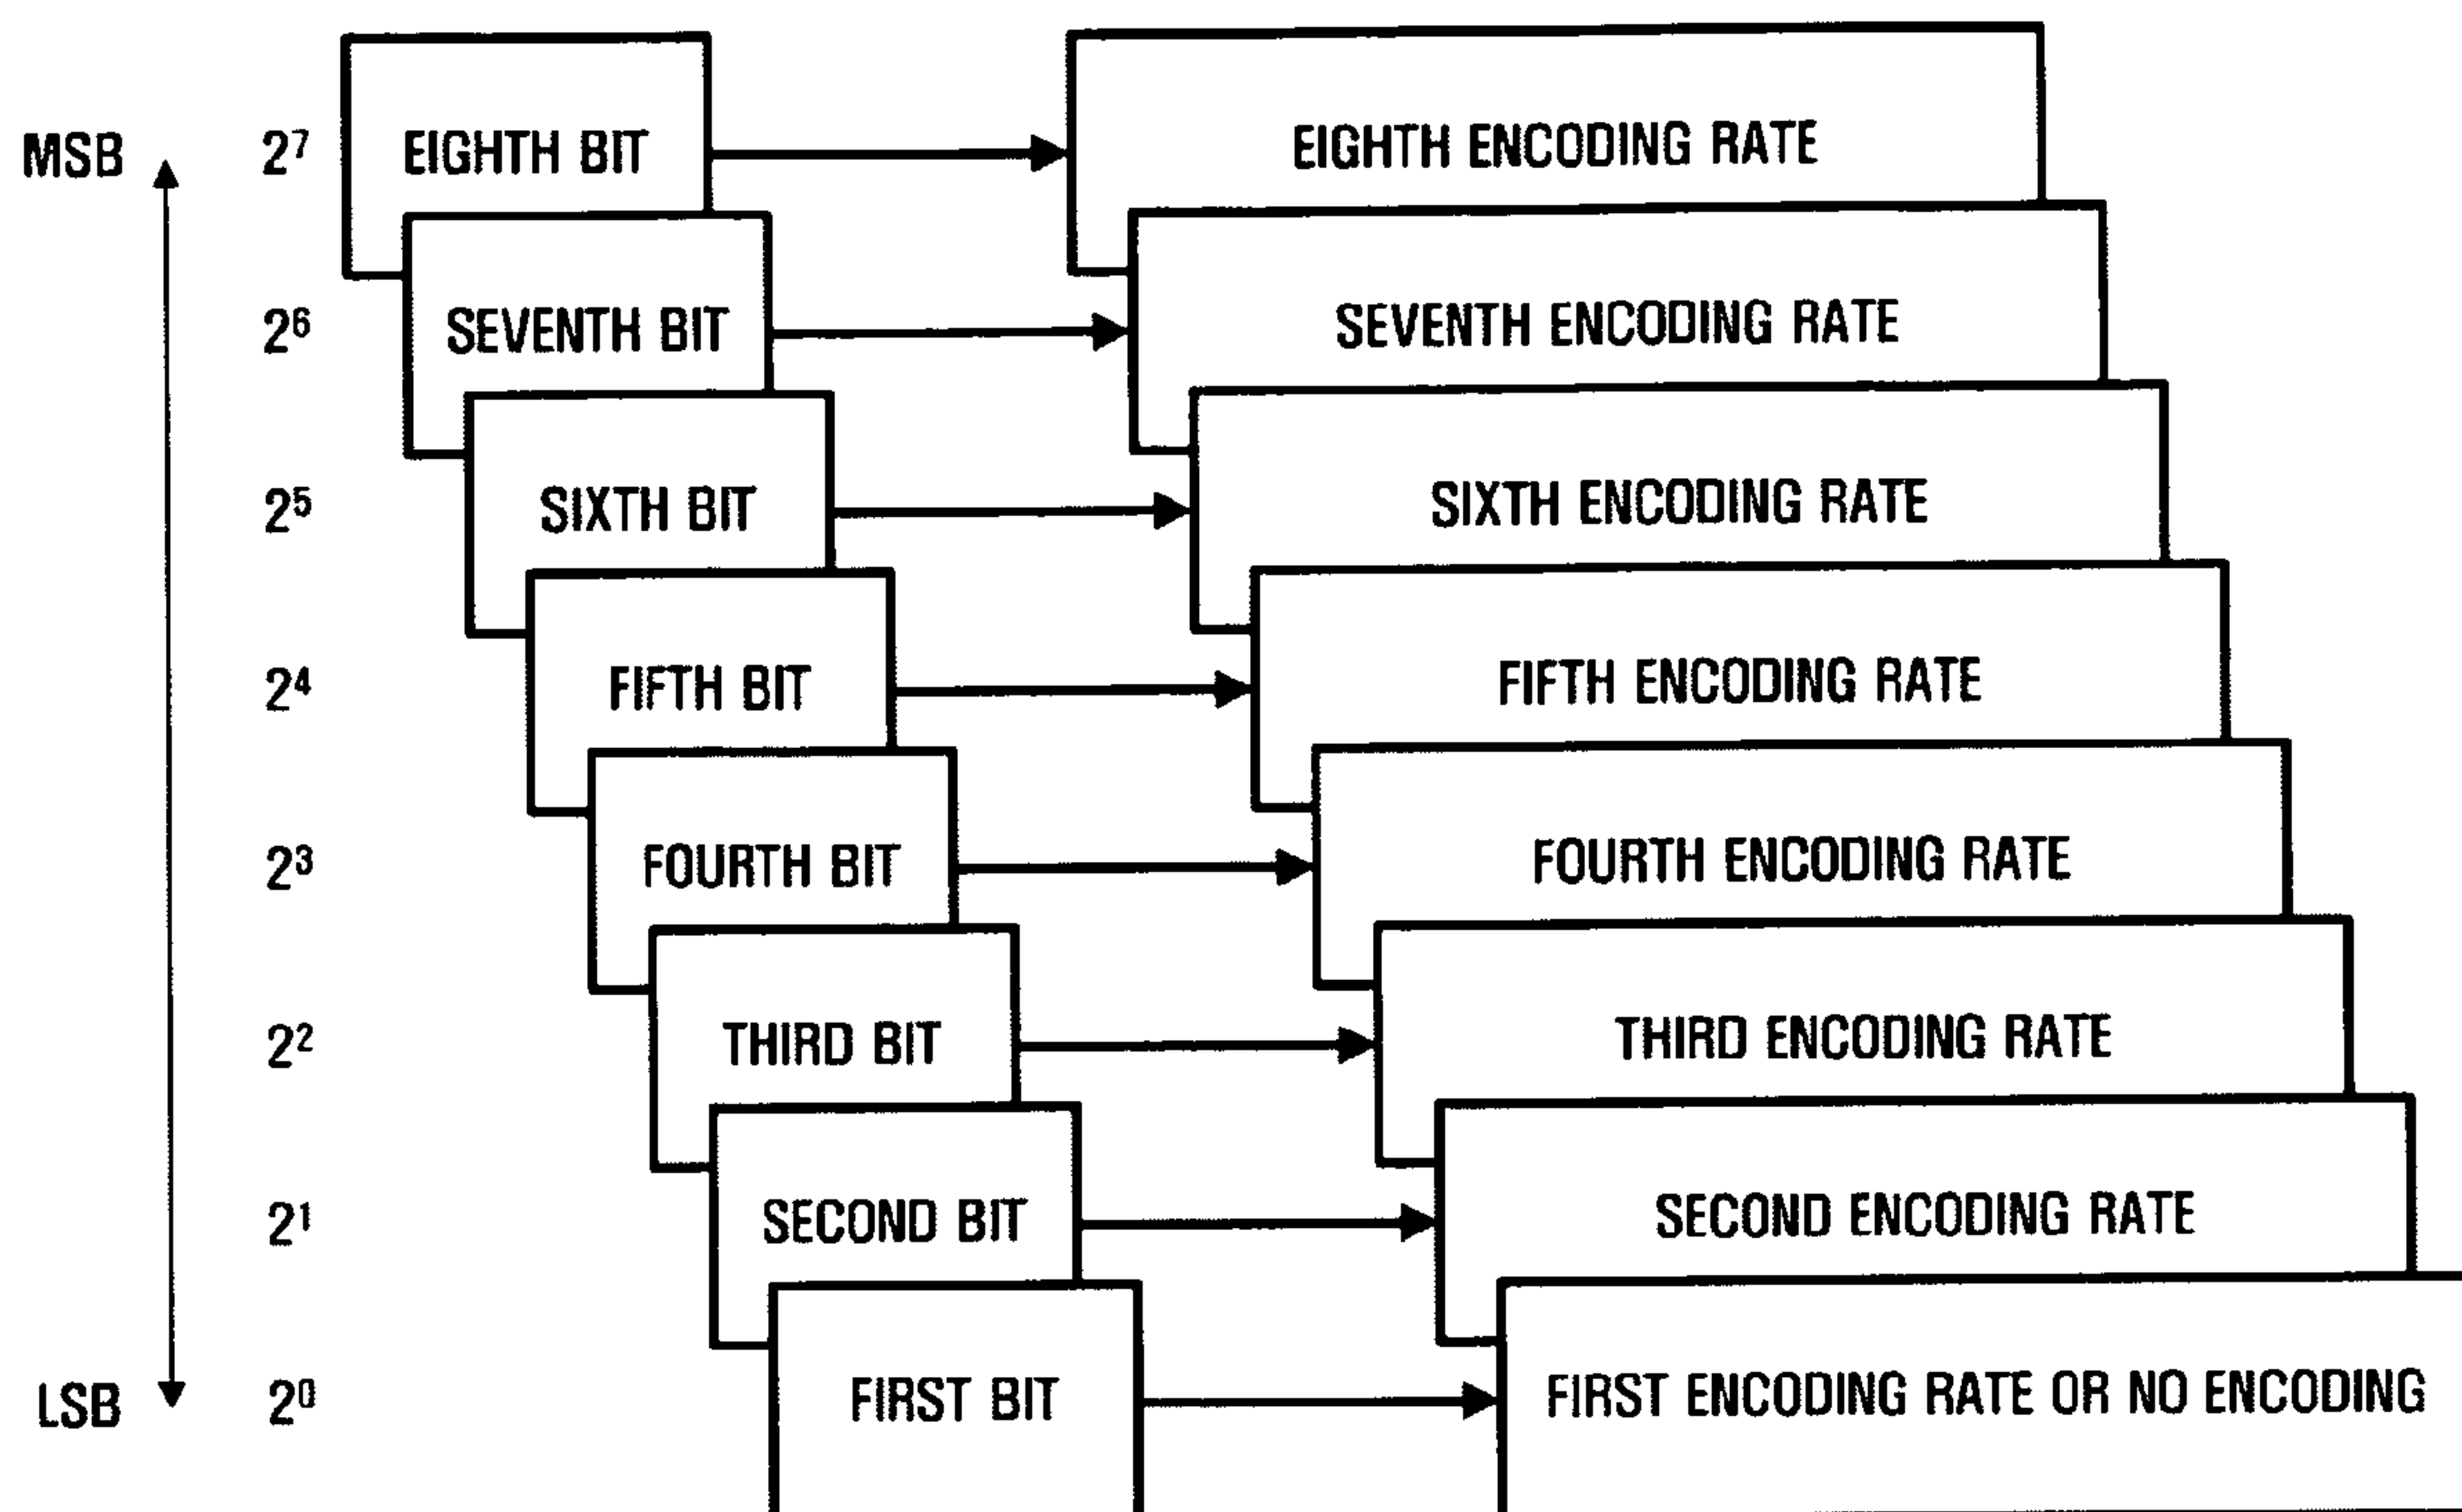 MSB 2⁷ EIGHTH BIT EIGHTH ENCODING RATE
2⁶ SEVENTH BIT SEVENTH ENCODING RATE
2⁵ SIXTH BIT SIXTH ENCODING RATE
2⁴ FIFTH BIT FIFTH ENCODING RATE
2³ FOURTH BIT FOURTH ENCODING RATE
2² THIRD BIT THIRD ENCODING RATE
2¹ SECOND BIT SECOND ENCODING RATE
LSB 2⁰ FIRST BIT FIRST ENCODING RATE OR NO ENCODING